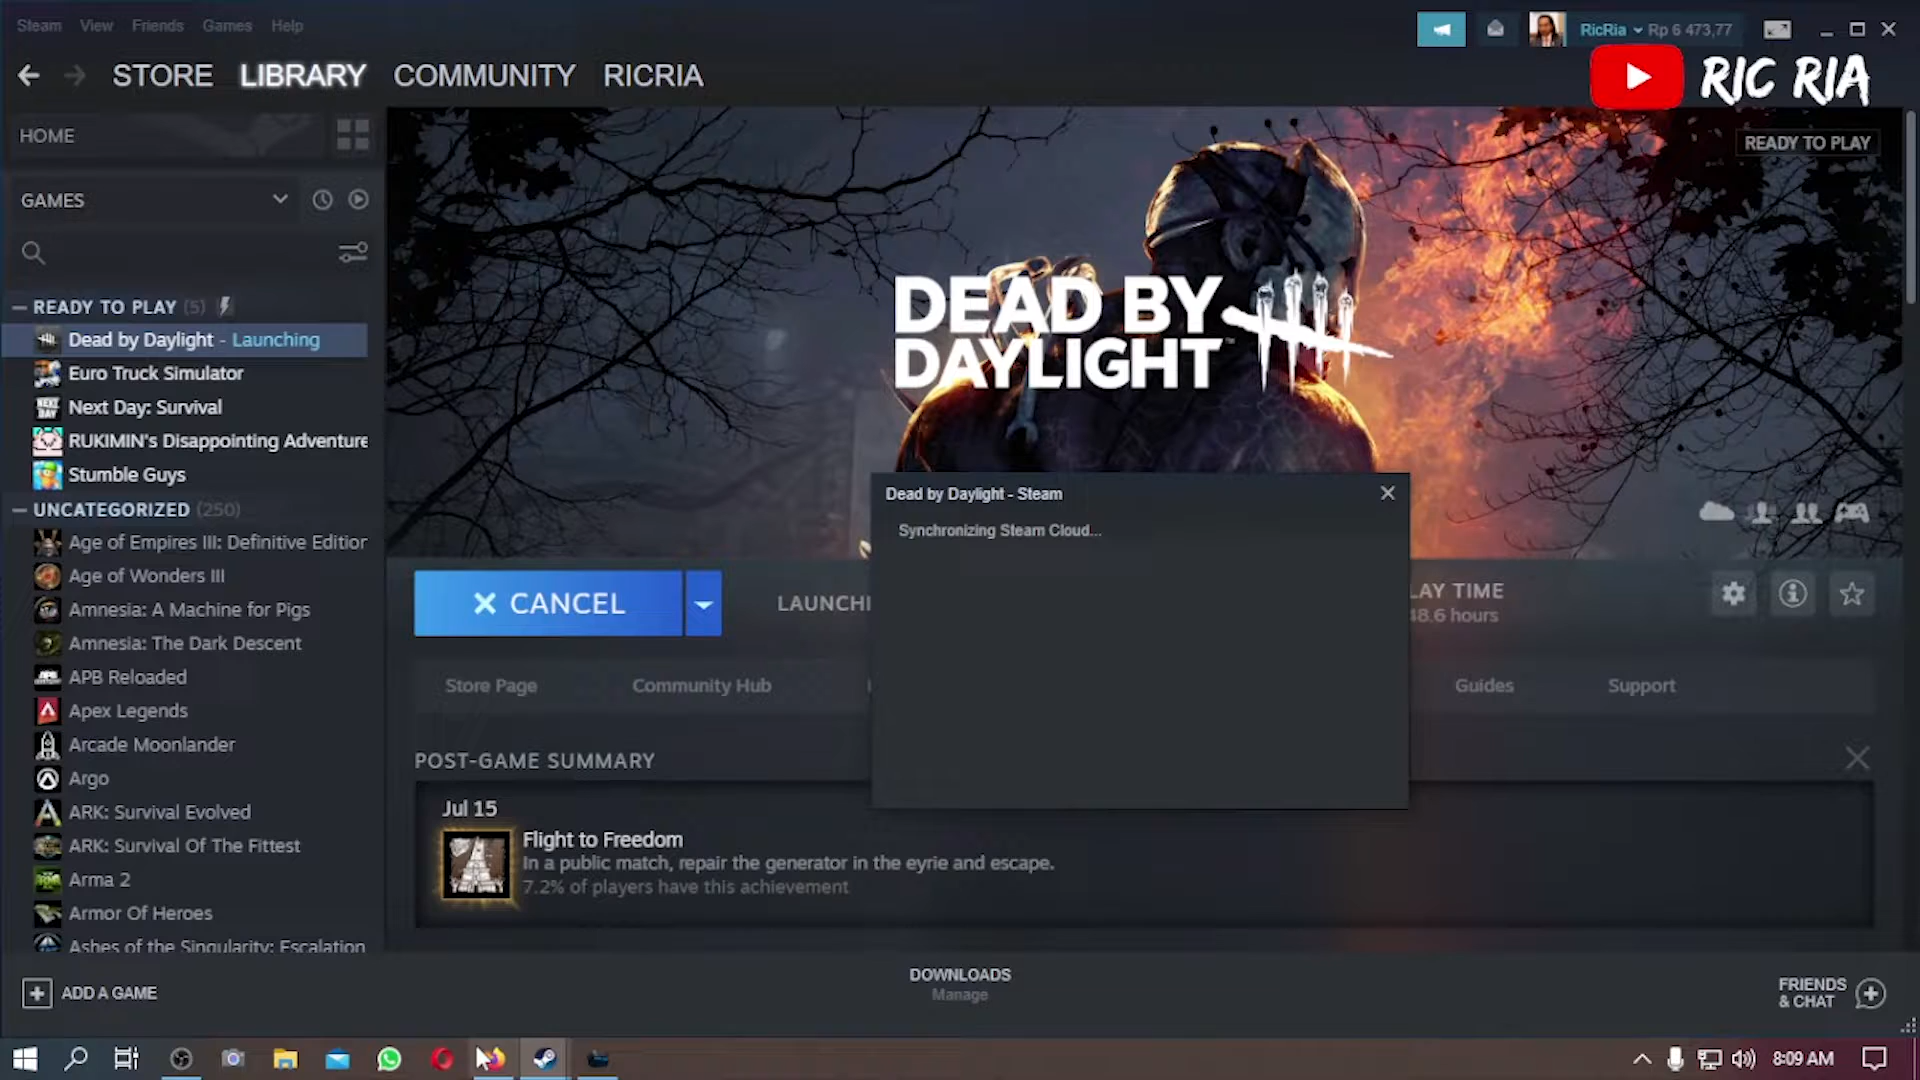 Steam View Friends Games Help
RicRia Rp 6 473,77
STORE LIBRARY COMMUNITY RICRIA
RIC RIA
HOME
READY TO PLAY
GAMES
READY TO PLAY (5)
Dead by Daylight - Launching
Euro Truck Simulator
Next Day: Survival
RUKIMIN's Disappointing Adventure
Stumble Guys
UNCATEGORIZED (250)
Age of Empires III: Definitive Edition
Age of Wonders III
Amnesia: A Machine for Pigs
Amnesia: The Dark Descent
APB Reloaded
Apex Legends
Arcade Moonlander
Argo
ARK: Survival Evolved
ARK: Survival Of The Fittest
Arma 2
Armor Of Heroes
Ashes of the Singularity: Escalation
DEAD BY
DAYLIGHT™
Dead by Daylight - Steam
Synchronizing Steam Cloud...
CANCEL
LAUNCHI
LAY TIME
48.6 hours
Store Page Community Hub Guides Support
POST-GAME SUMMARY
Jul 15
Flight to Freedom
In a public match, repair the generator in the eyrie and escape.
7.2% of players have this achievement
ADD A GAME
DOWNLOADS
Manage
FRIENDS
& CHAT
8:09 AM